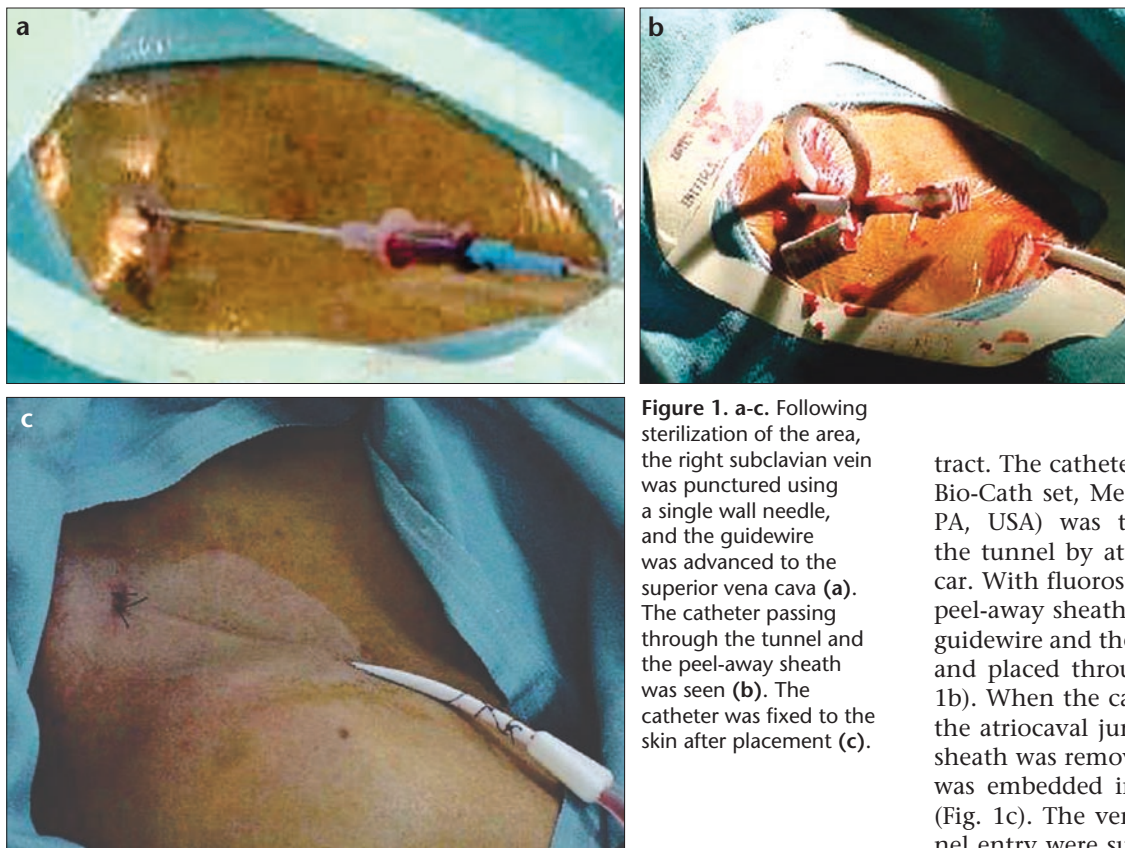 a
b
c
Figure 1. a-c. Following
sterilization of the area,
the right subclavian vein
was punctured using
a single wall needle,
and the guidewire
was advanced to the
superior vena cava (a).
The catheter passing
through the tunnel and
the peel-away sheath
was seen (b). The
catheter was fixed to the
skin after placement (c).
tract. The cathete
Bio-Cath set, Me
PA, USA) was t
the tunnel by at
car. With fluoros
peel-away sheath
guidewire and the
and placed throu
1b). When the ca
the atriocaval jun
sheath was remov
was embedded in
(Fig. 1c). The ven
nel entry were su